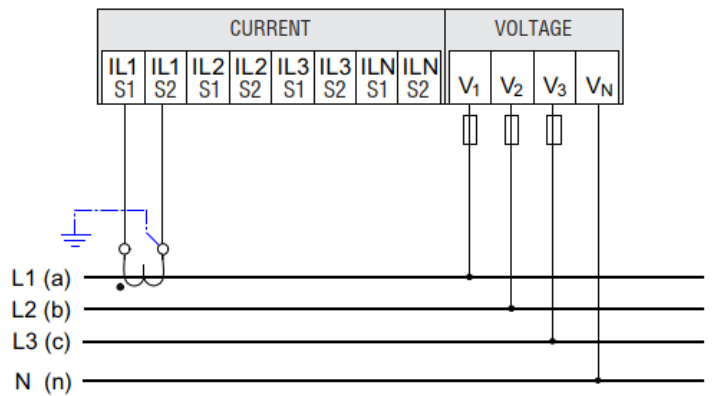 CURRENT VOLTAGE
IL1 IL1 IL2 IL2 IL3 IL3 ILN ILN
S1 S2 S1 S2 S1 S2 S1 S2 V₁ V₂ V₃ V_N
L1 (a)
L2 (b)
L3 (c)
N (n)